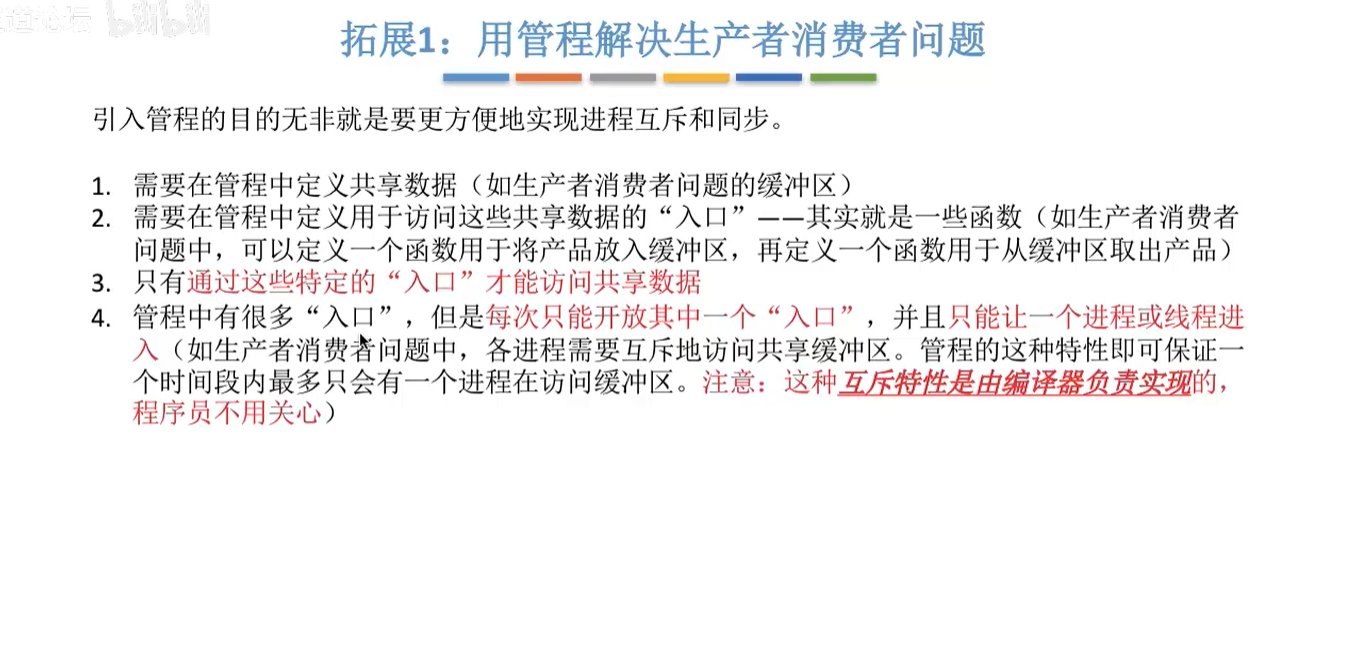 道论坛 bilibili
拓展1：用管程解决生产者消费者问题
引入管程的目的无非就是要更方便地实现进程互斥和同步。
1. 需要在管程中定义共享数据（如生产者消费者问题的缓冲区）
2. 需要在管程中定义用于访问这些共享数据的“入口”——其实就是一些函数（如生产者消费者
问题中，可以定义一个函数用于将产品放入缓冲区，再定义一个函数用于从缓冲区取出产品）
3. 只有通过这些特定的“入口”才能访问共享数据
4. 管程中有很多“入口”，但是每次只能开放其中一个“入口”，并且只能让一个进程或线程进
入（如生产者消费者问题中，各进程需要互斥地访问共享缓冲区。管程的这种特性即可保证一
个时间段内最多只会有一个进程在访问缓冲区。注意：这种互斥特性是由编译器负责实现的，
程序员不用关心）